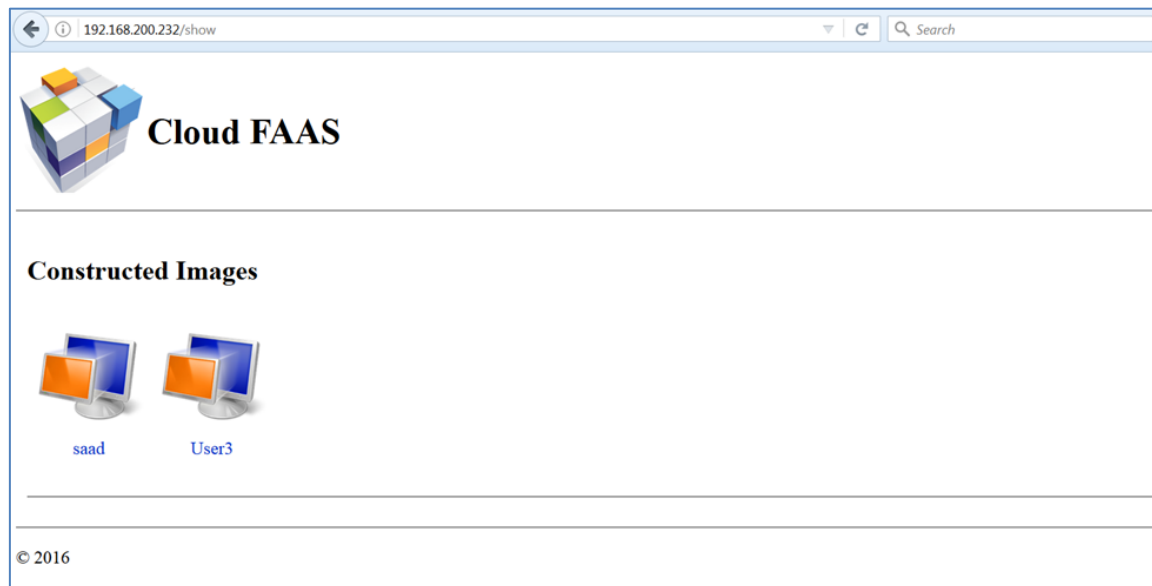 192.168.200.232/show
Search
Cloud FAAS
Constructed Images
saad User3
© 2016